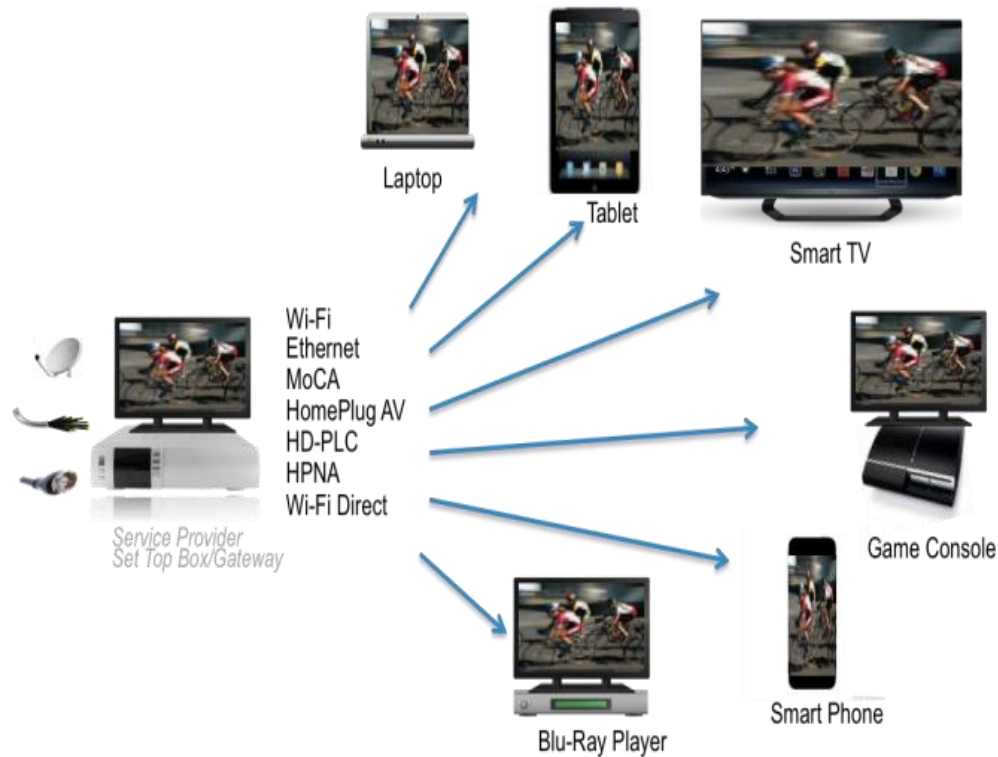 Laptop
Tablet
Smart TV
Wi-Fi
Ethernet
MoCA
HomePlug AV
HD-PLC
HPNA
Wi-Fi Direct
Service Provider
Set Top Box/Gateway
Game Console
Smart Phone
Blu-Ray Player